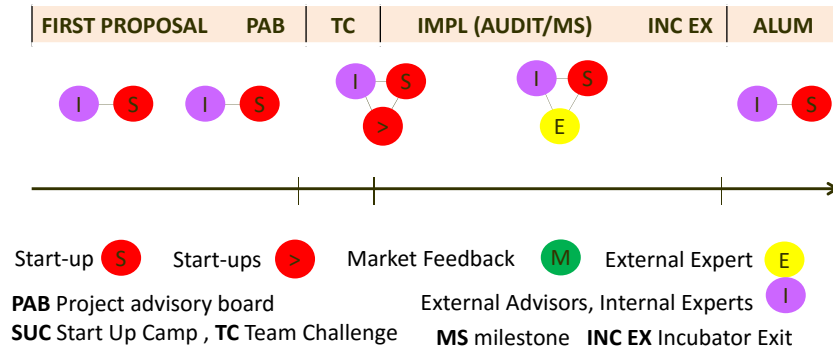 FIRST PROPOSAL PAB TC IMPL (AUDIT/MS) INC EX ALUM
I S I S I S I S I S
> E
Start-up S Start-ups > Market Feedback M External Expert E
PAB Project advisory board External Advisors, Internal Experts I
SUC Start Up Camp , TC Team Challenge MS milestone INC EX Incubator Exit